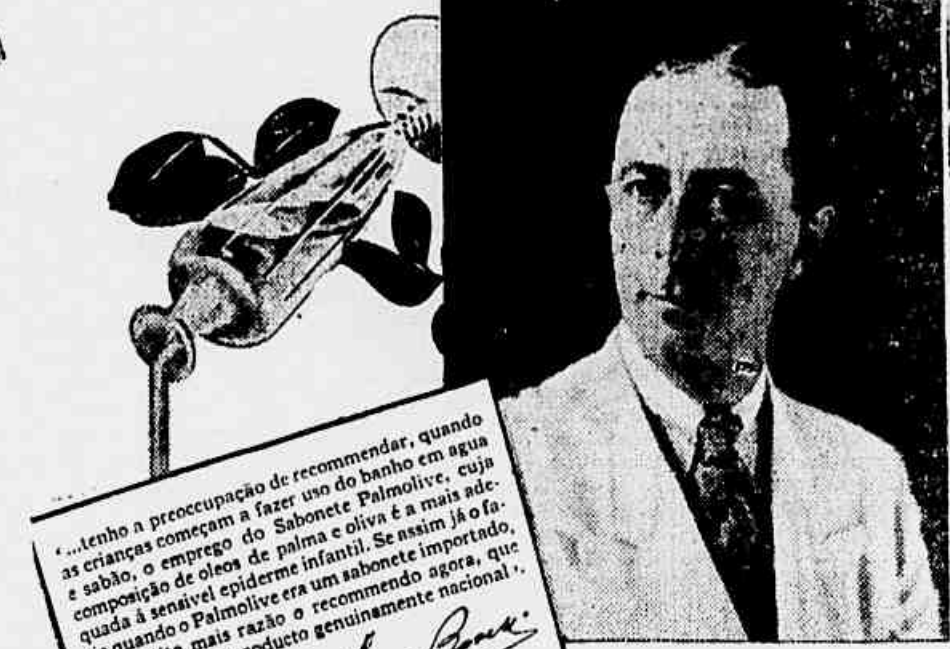 ‹ ...tenho a preoccupação de recommendar, quando
as crianças começam a fazer uso do banho em agua
e sabão, o emprego do Sabonete Palmolive, cuja
composição de oleos de palma e oliva é a mais ade-
quada á sensivel epiderme infantil. Se assim já o fa-
quando o Palmolive era um sabonete importado,
mais razão o recommendo agora, que
producto genuinamente nacional ›.